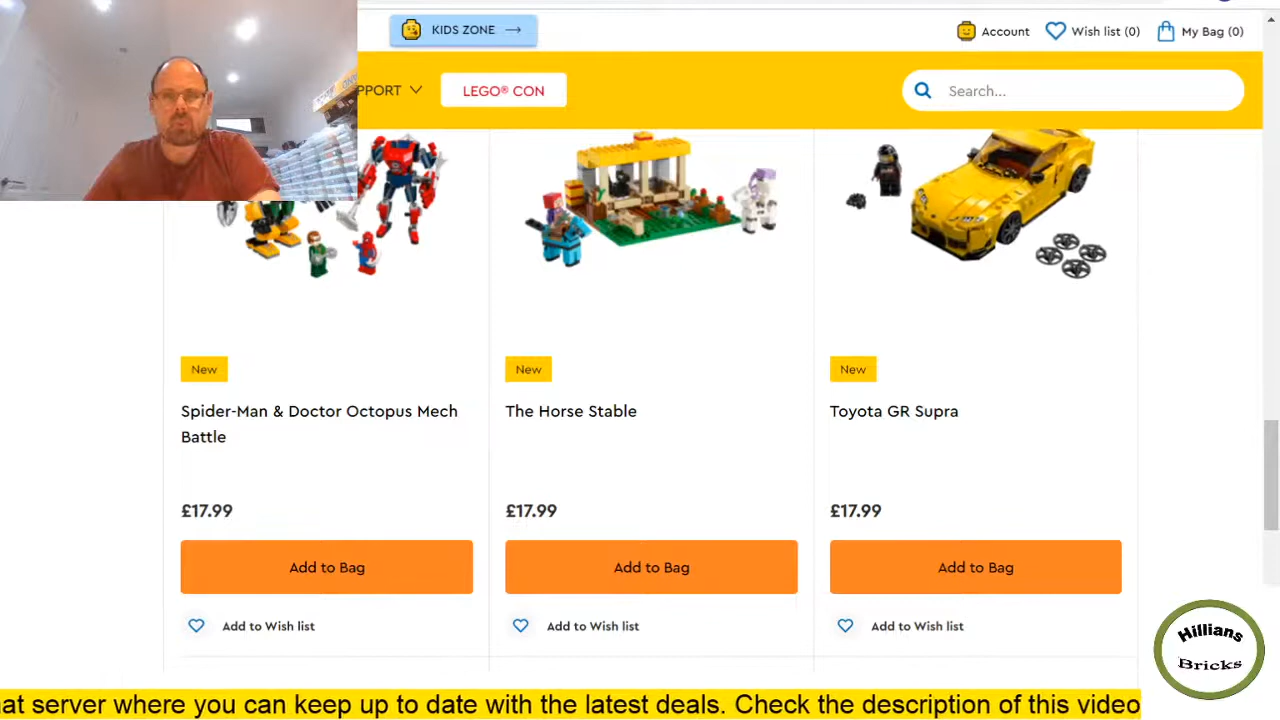 KIDS ZONE →
Account
Wish list (0)
My Bag (0)
PPORT
LEGO® CON
Search...
New
New
New
Spider-Man & Doctor Octopus Mech
Battle
The Horse Stable
Toyota GR Supra
£17.99
£17.99
£17.99
Add to Bag
Add to Bag
Add to Bag
Add to Wish list
Add to Wish list
Add to Wish list
Hillians
Bricks
at server where you can keep up to date with the latest deals. Check the description of this video